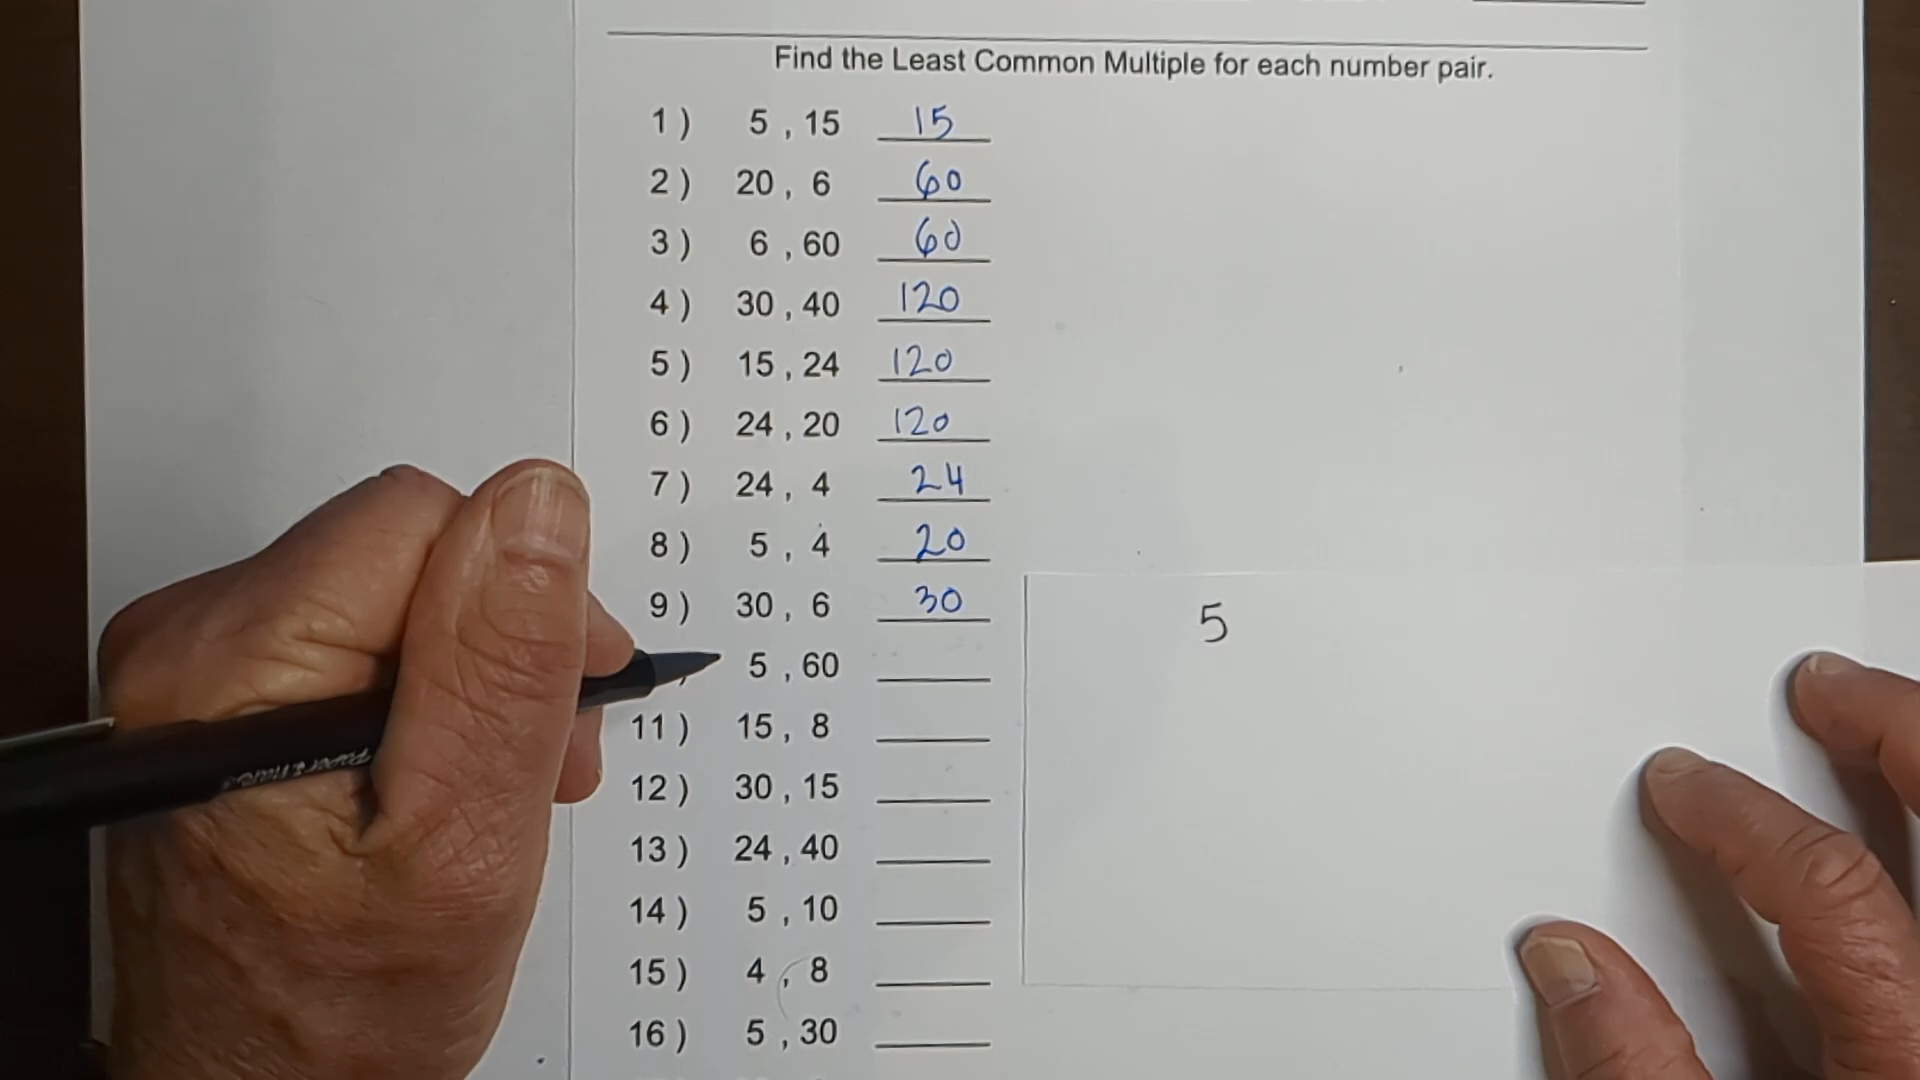 Find the Least Common Multiple for each number pair.
1 ) 5 , 15 15
2 ) 20 , 6 60
3 ) 6 , 60 60
4 ) 30 , 40 120
5 ) 15 , 24 120
6 ) 24 , 20 120
7 ) 24 , 4 24
8 ) 5 , 4 20
9 ) 30 , 6 30
5 , 60
11 ) 15 , 8
12 ) 30 , 15
13 ) 24 , 40
14 ) 5 , 10
15 ) 4 , 8
16 ) 5 , 30
5